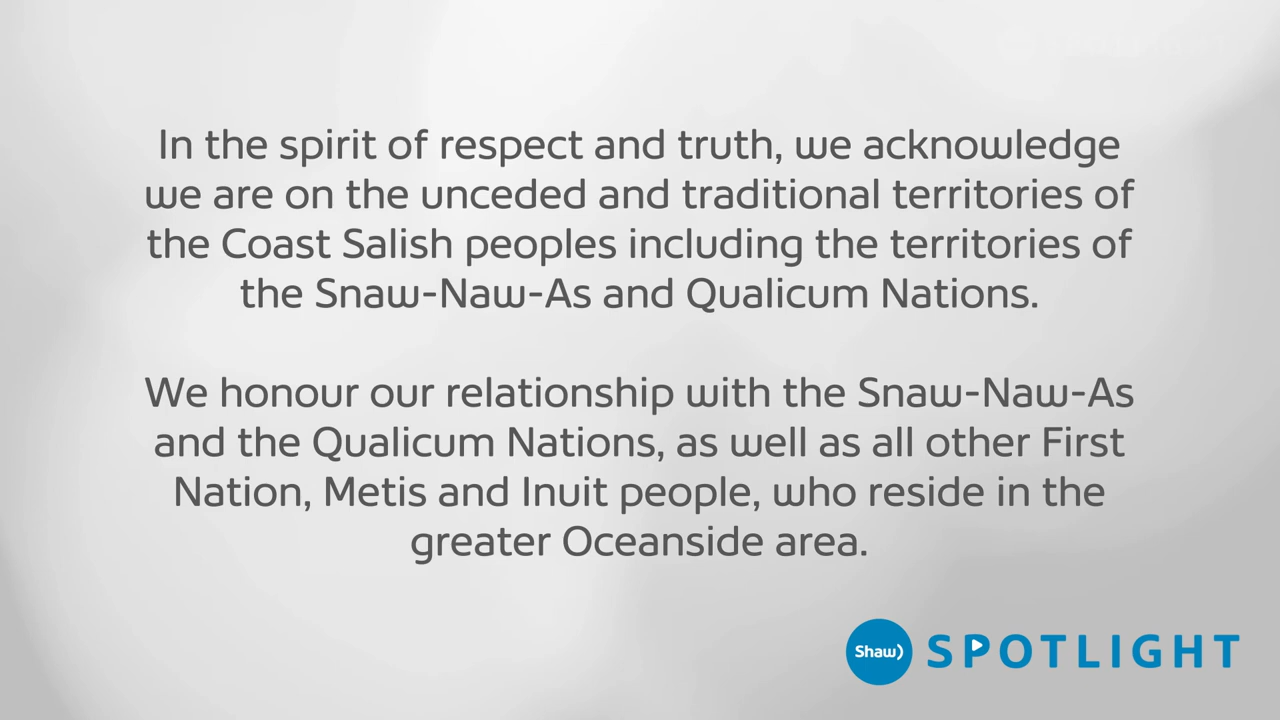 In the spirit of respect and truth, we acknowledge
we are on the unceded and traditional territories of
the Coast Salish peoples including the territories of
the Snaw-Naw-As and Qualicum Nations.
We honour our relationship with the Snaw-Naw-As
and the Qualicum Nations, as well as all other First
Nation, Metis and Inuit people, who reside in the
greater Oceanside area.
Shaw) SPOTLIGHT